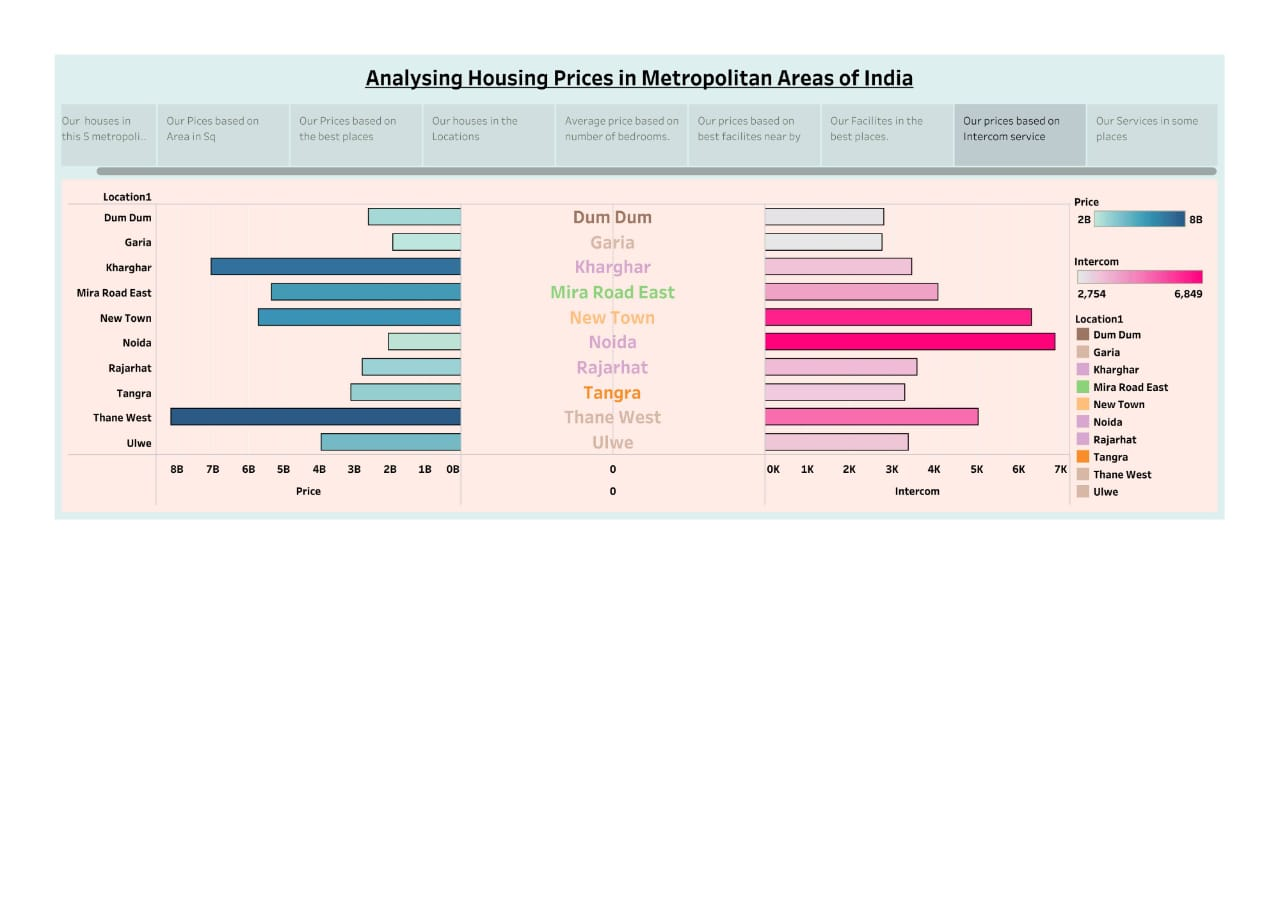 Analysing Housing Prices in Metropolitan Areas of India
Our houses in
this 5 metropoli..
Our Pices based on
Area in Sq
Our Prices based on
the best places
Our houses in the
Locations
Average price based on
number of bedrooms.
Our prices based on
best facilites near by
Our Facilites in the
best places.
Our prices based on
Intercom service
Our Services in some
places
Location1
Dum Dum
Garia
Kharghar
Mira Road East
New Town
Noida
Rajarhat
Tangra
Thane West
Ulwe
8B 7B 6B 5B 4B 3B 2B 1B 0B
Price
Dum Dum
Garia
Kharghar
Mira Road East
New Town
Noida
Rajarhat
Tangra
Thane West
Ulwe
0
0
0K 1K 2K 3K 4K 5K 6K 7K
Intercom
Price
2B 8B
Intercom
2,754 6,849
Location1
Dum Dum
Garia
Kharghar
Mira Road East
New Town
Noida
Rajarhat
Tangra
Thane West
Ulwe